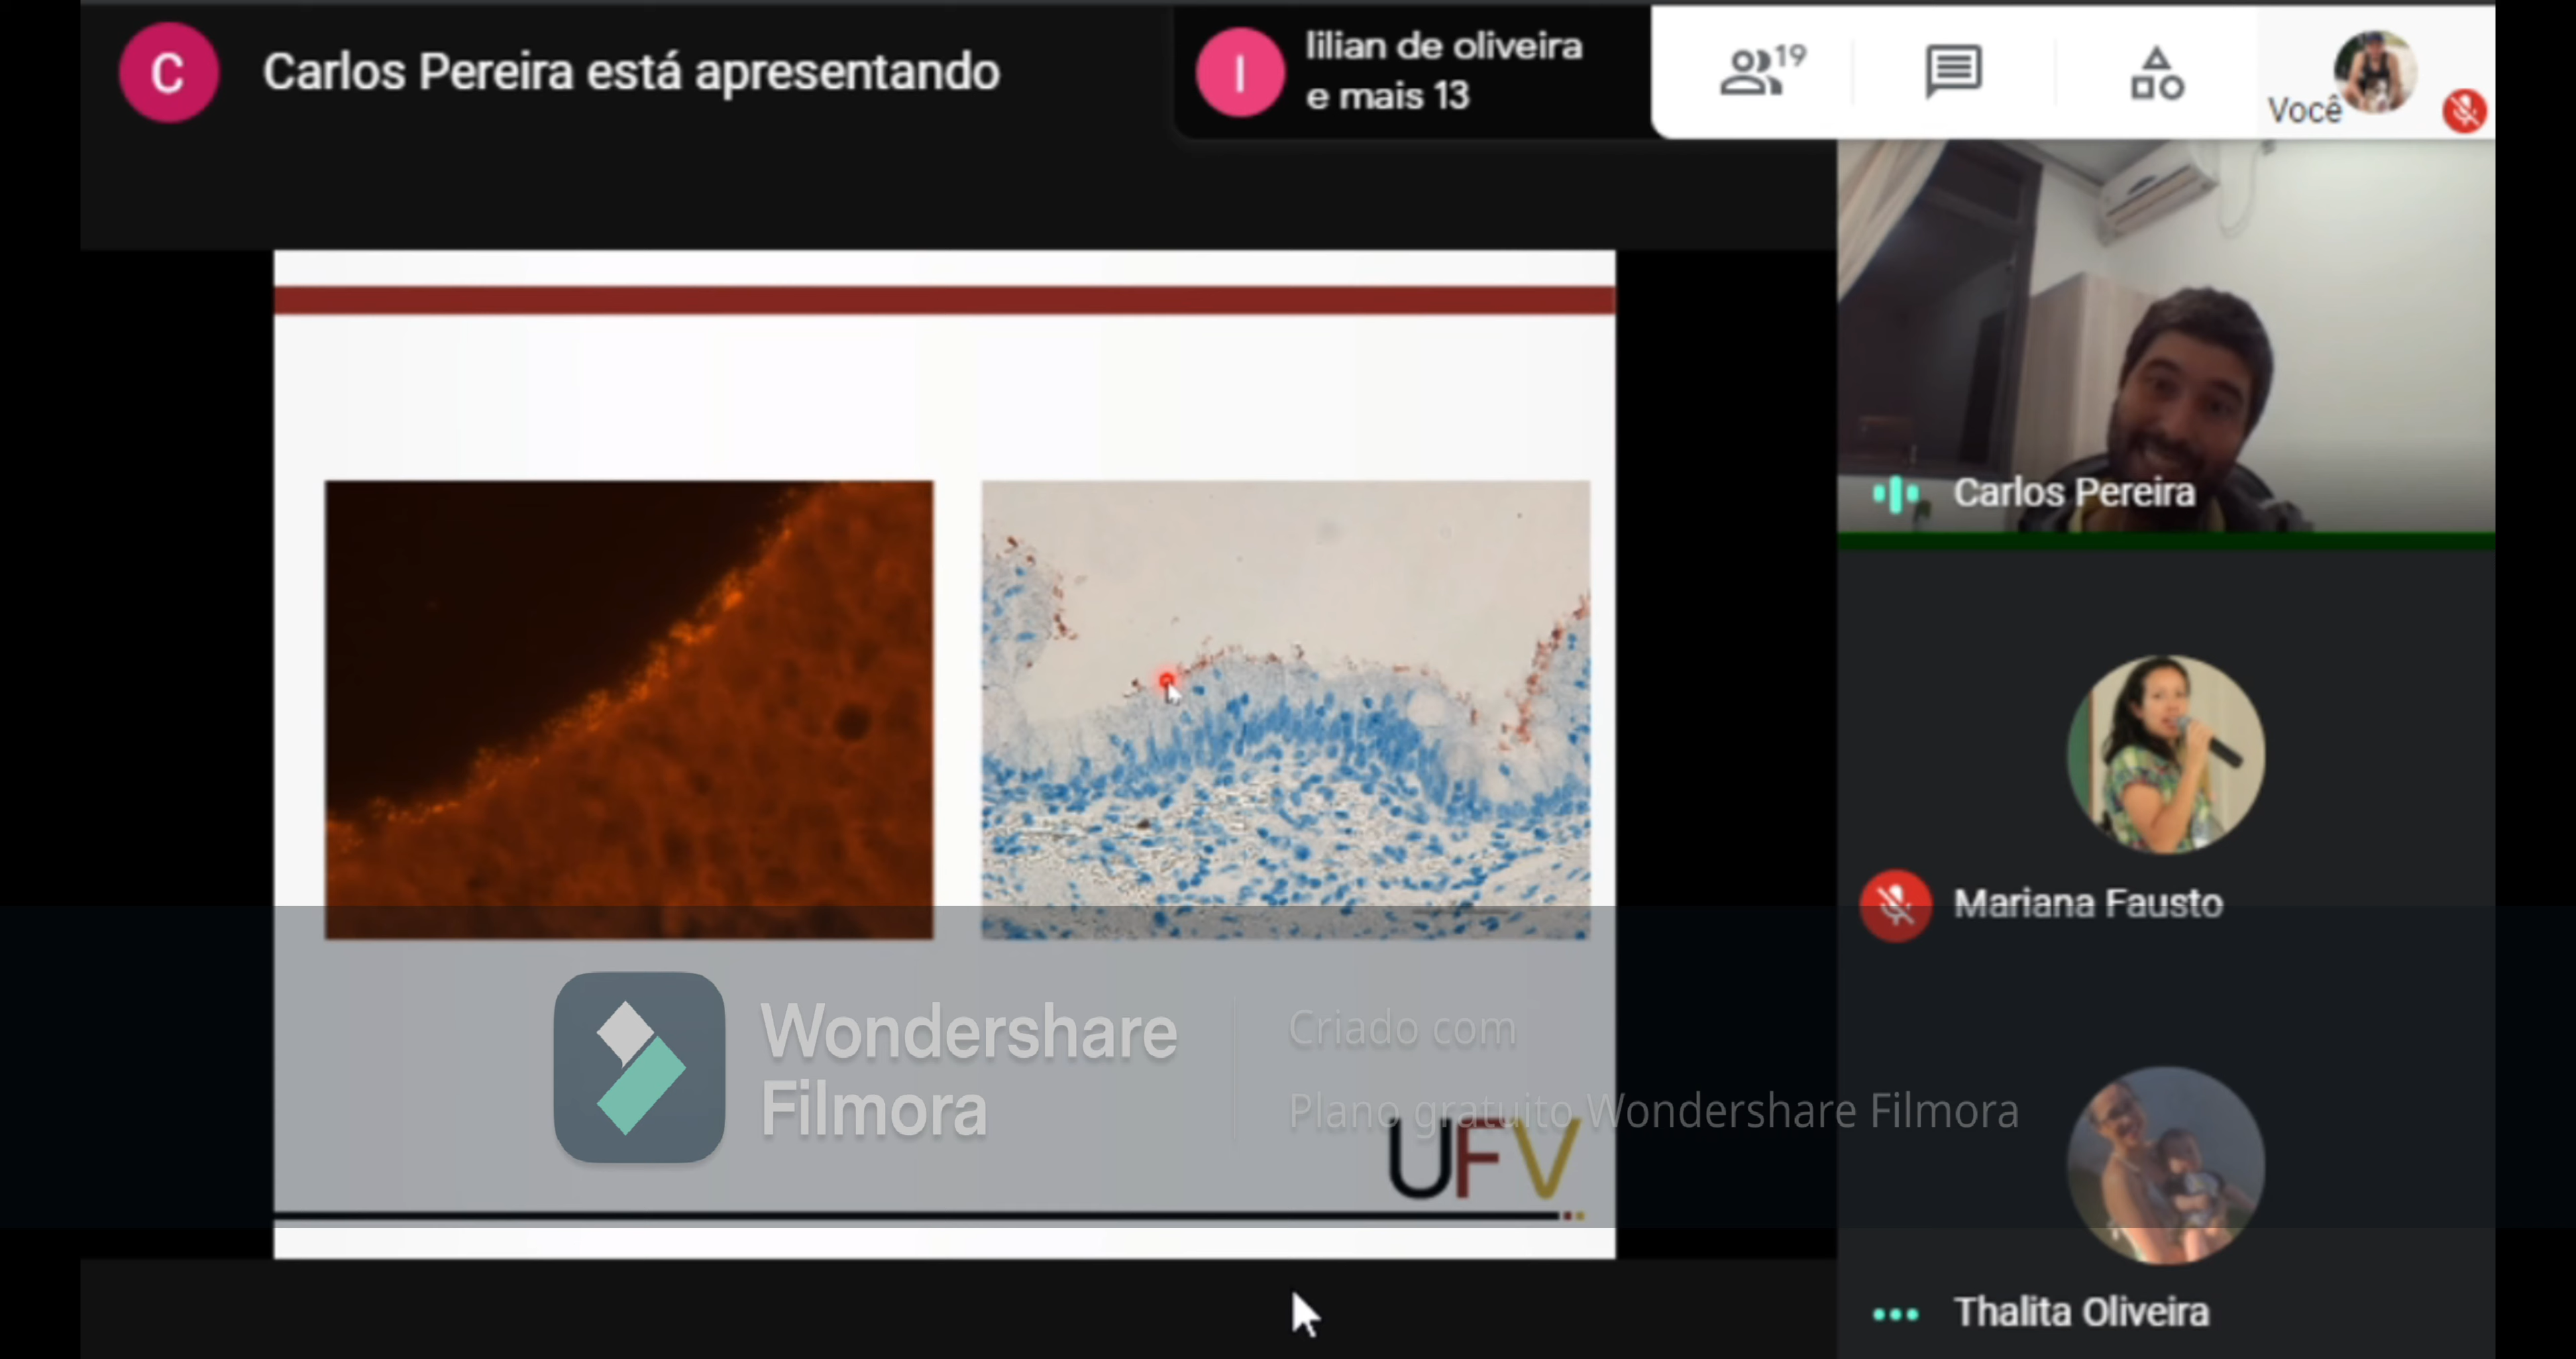 C
Carlos Pereira está apresentando
l
lilian de oliveira
e mais 13
19
Você
Carlos Pereira
Mariana Fausto
Wondershare
Filmora
Criado com
Plano gratuito Wondershare Filmora
UFV
Thalita Oliveira